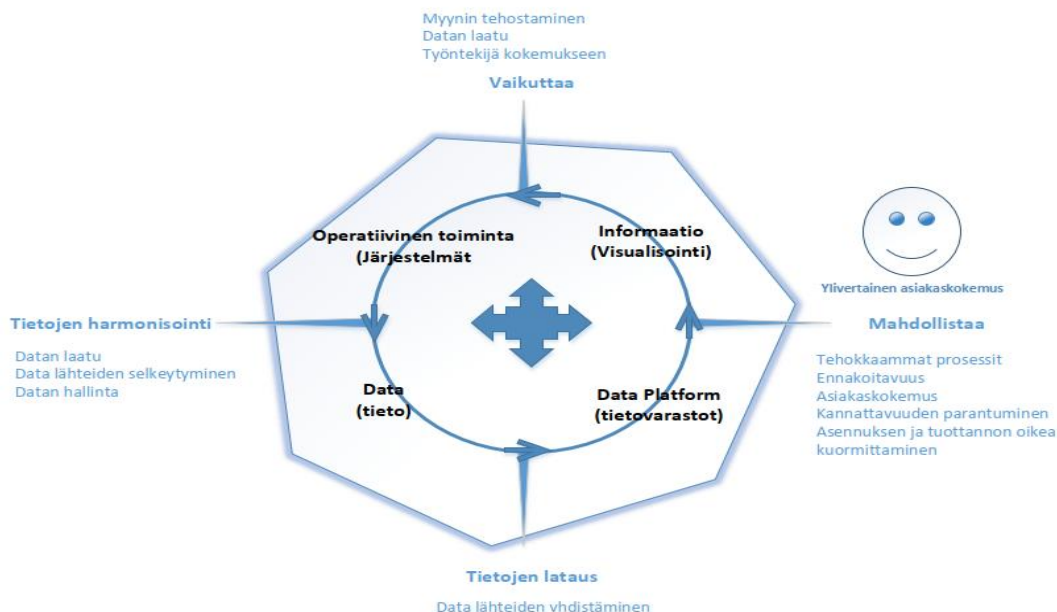 Myynin tehostaminen
Datan laatu
Työntekijä kokemukseen
Vaikuttaa
Operatiivinen toiminta
(Järjestelmät
Informaatio
(Visualisointi)
Ylivertainen asiakaskokemus
Tietojen harmonisointi
Datan laatu
Data lähteiden selkeytyminen
Datan hallinta
Mahdollistaa
Tehokkaammat prosessit
Ennakoitavuus
Asiakaskokemus
Kannattavuuden parantuminen
Asennuksen ja tuottannon oikea
kuormittaminen
Data
(tieto)
Data Platform
(tietovarastot)
Tietojen lataus
Data lähteiden yhdistäminen